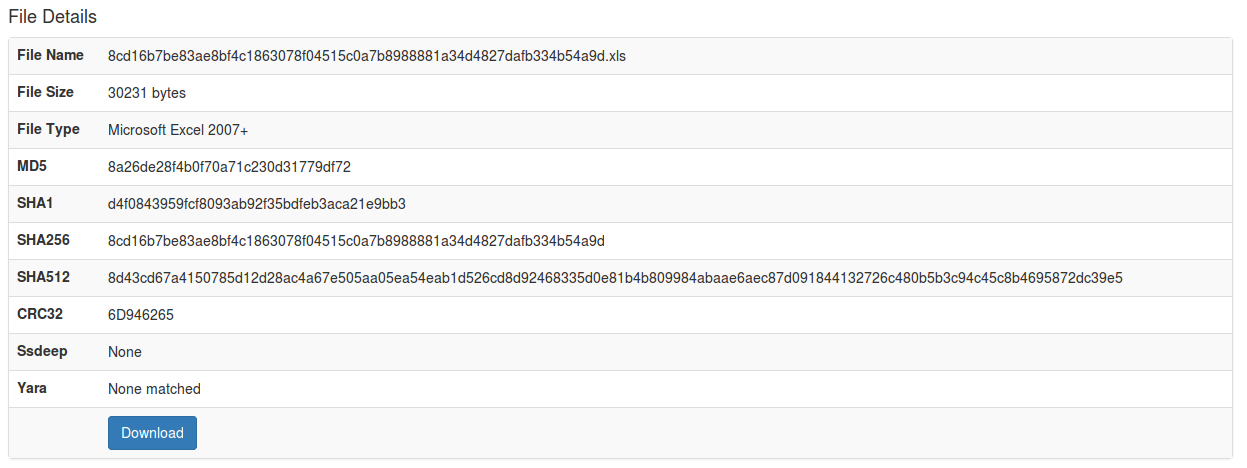 File Details
File Name 8cd16b7be83ae8bf4c1863078f04515c0a7b8988881a34d4827dafb334b54a9d.xls
File Size 30231 bytes
File Type Microsoft Excel 2007+
MD5 8a26de28f4b0f70a71c230d31779df72
SHA1 d4f0843959fcf8093ab92f35bdfeb3aca21e9bb3
SHA256 8cd16b7be83ae8bf4c1863078f04515c0a7b8988881a34d4827dafb334b54a9d
SHA512 8d43cd67a4150785d12d28ac4a67e505aa05ea54eab1d526cd8d92468335d0e81b4b809984abaae6aec87d091844132726c480b5b3c94c45c8b4695872dc39e5
CRC32 6D946265
Ssdeep None
Yara None matched
Download